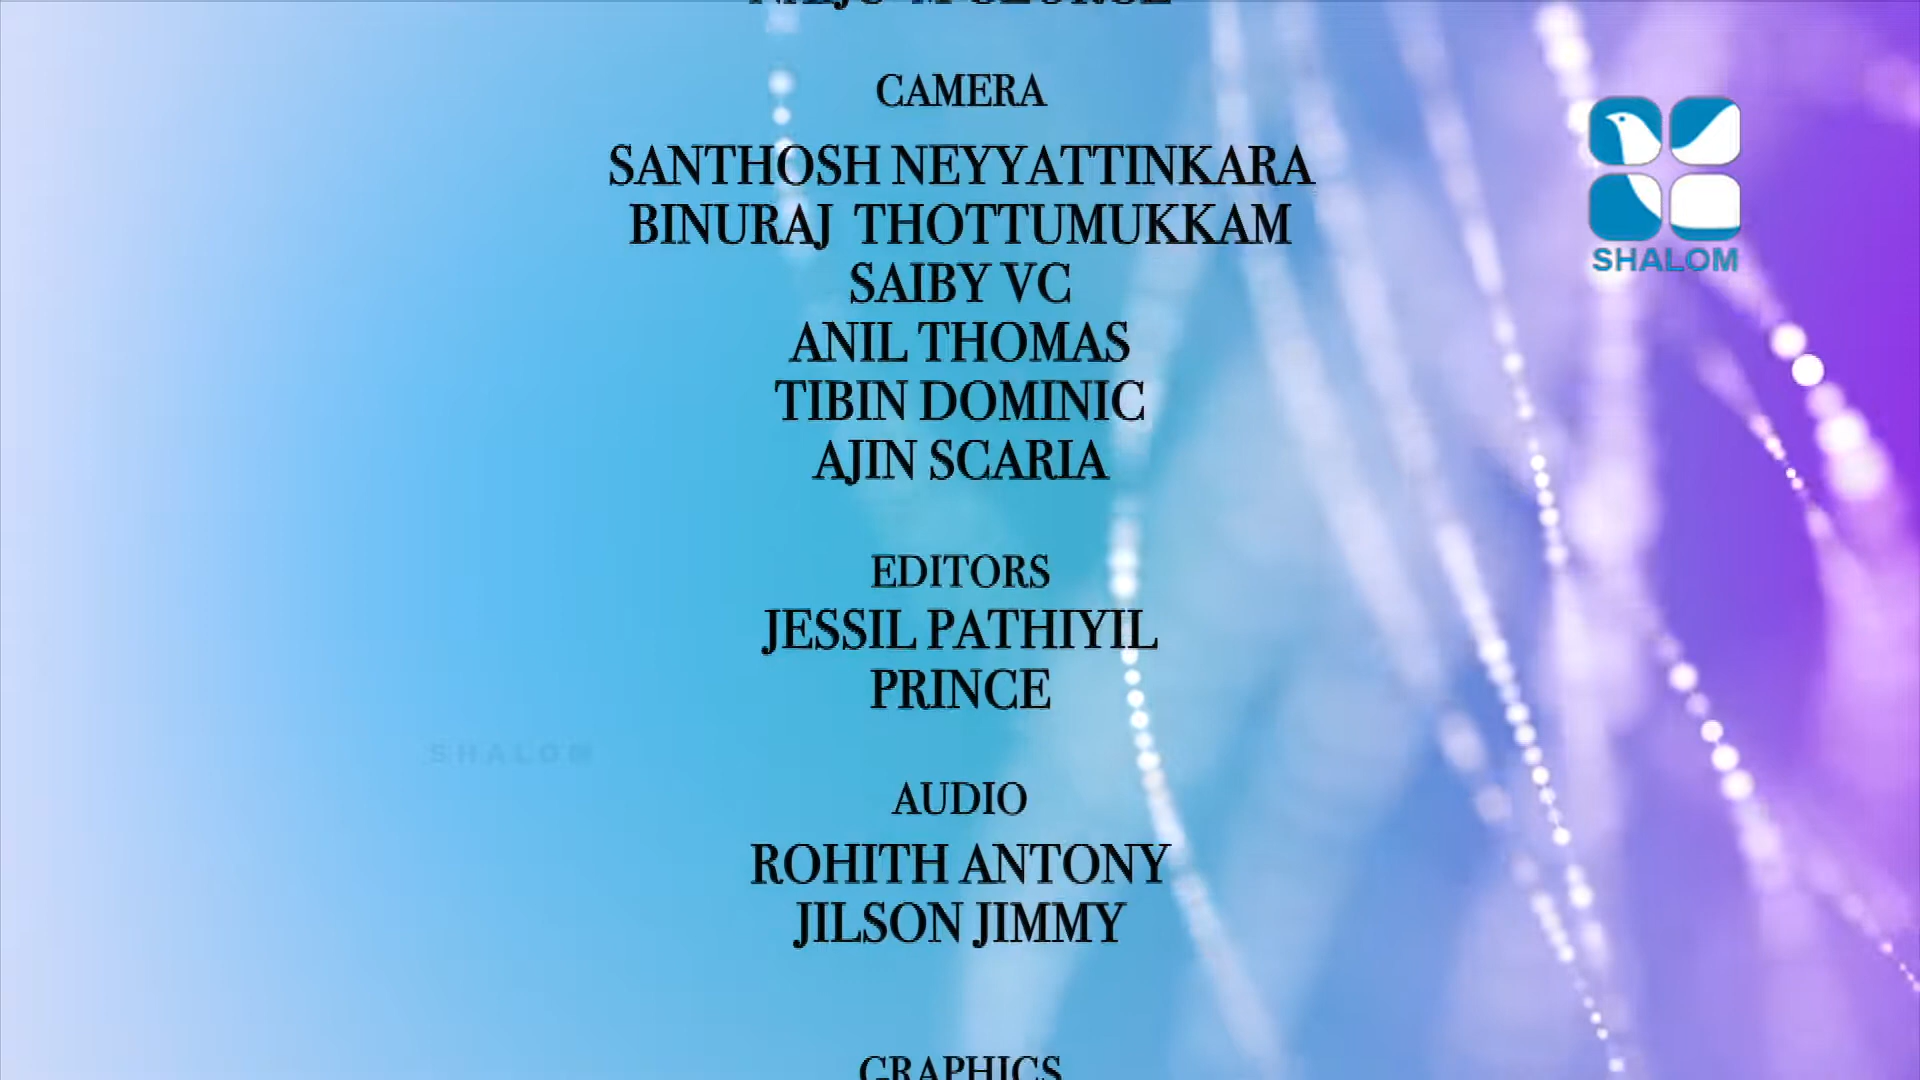 CAMERA
SANTHOSH NEYYATTINKARA
BINURAJ THOTTUMUKKAM
SAIBY VC
ANIL THOMAS
TIBIN DOMINIC
AJIN SCARIA
SHALOM
EDITORS
JESSIL PATHIYIL
PRINCE
SHALOM
AUDIO
ROHITH ANTONY
JILSON JIMMY
GRAPHICS